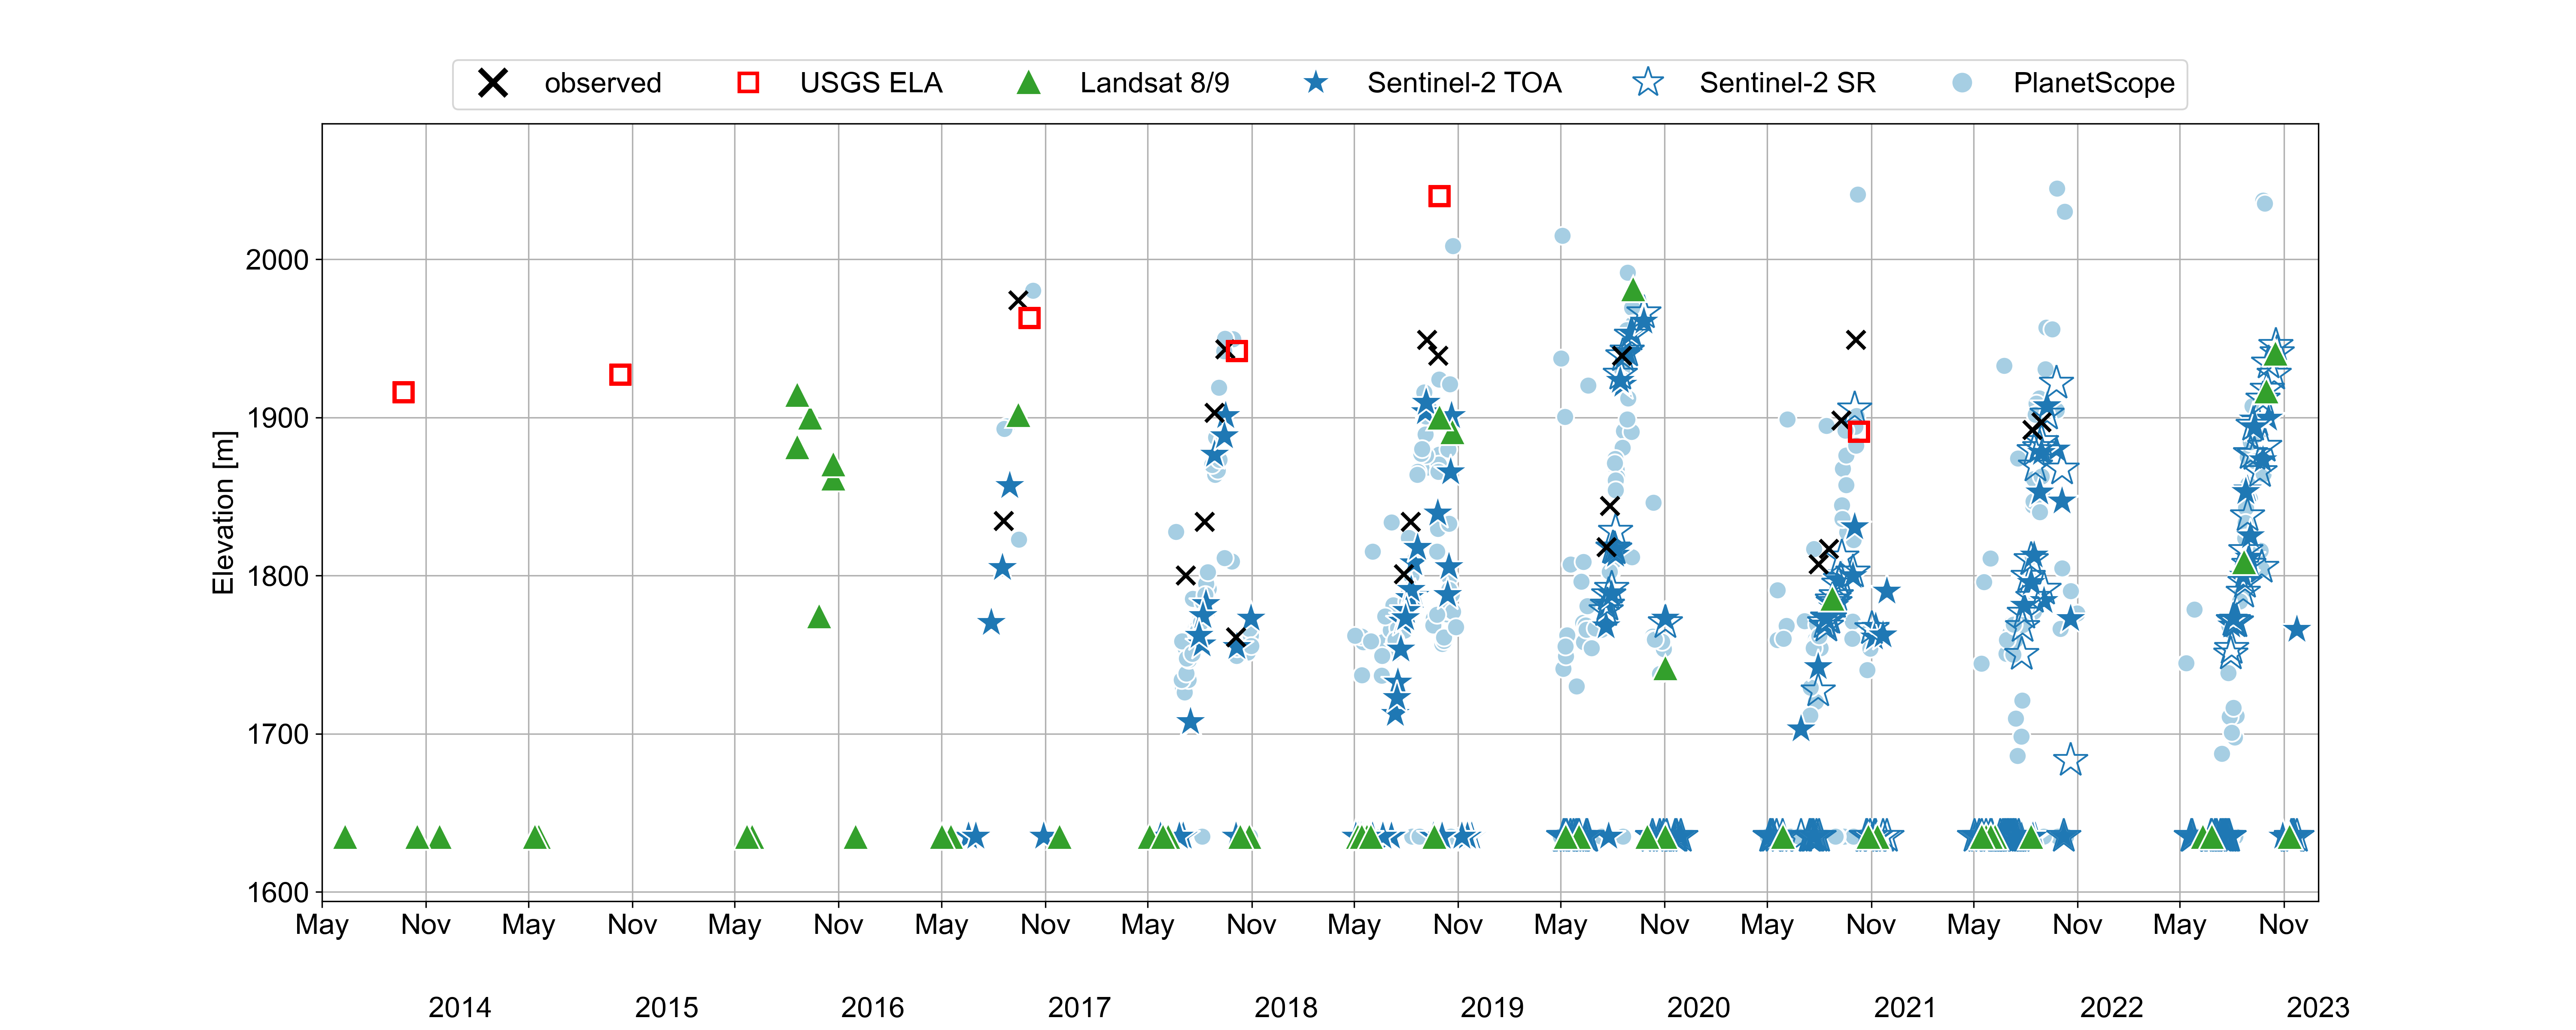 observed USGS ELA Landsat 8/9 Sentinel-2 TOA Sentinel-2 SR PlanetScope
Elevation [m]
2000
1900
1800
1700
1600
May Nov May Nov May Nov May Nov May Nov May Nov May Nov May Nov May Nov May Nov
2014 2015 2016 2017 2018 2019 2020 2021 2022 2023